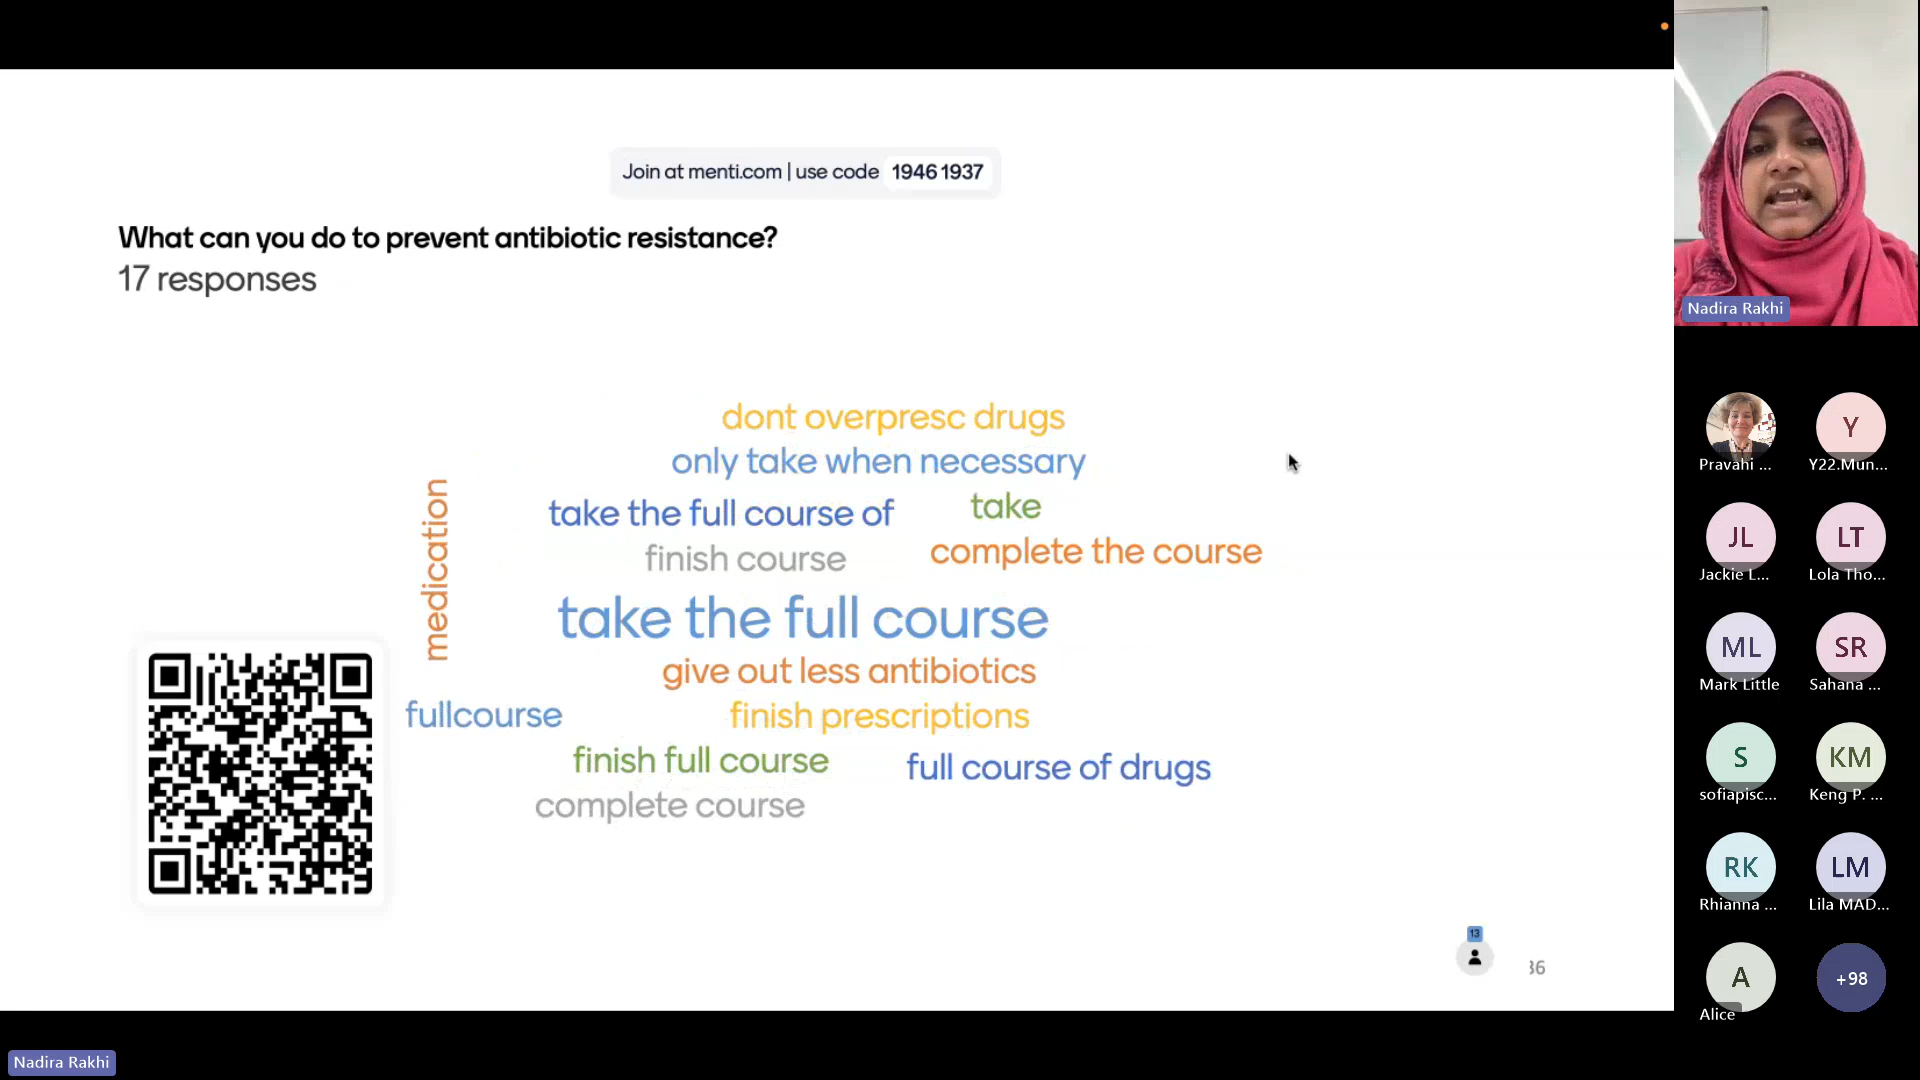 Join at menti.com | use code 1946 1937
What can you do to prevent antibiotic resistance?
17 responses
dont overpresc drugs
only take when necessary
take the full course of
take
medication
finish course
complete the course
take the full course
give out less antibiotics
fullcourse
finish prescriptions
finish full course
full course of drugs
complete course
13
36
Nadira Rakhi
Nadira Rakhi
Pravahi ...
Y
Y22.Mun...
JL
Jackie L...
LT
Lola Tho...
ML
Mark Little
SR
Sahana ...
S
sofiapisc...
KM
Keng P. ...
RK
Rhianna ...
LM
Lila MAD...
A
Alice
+98